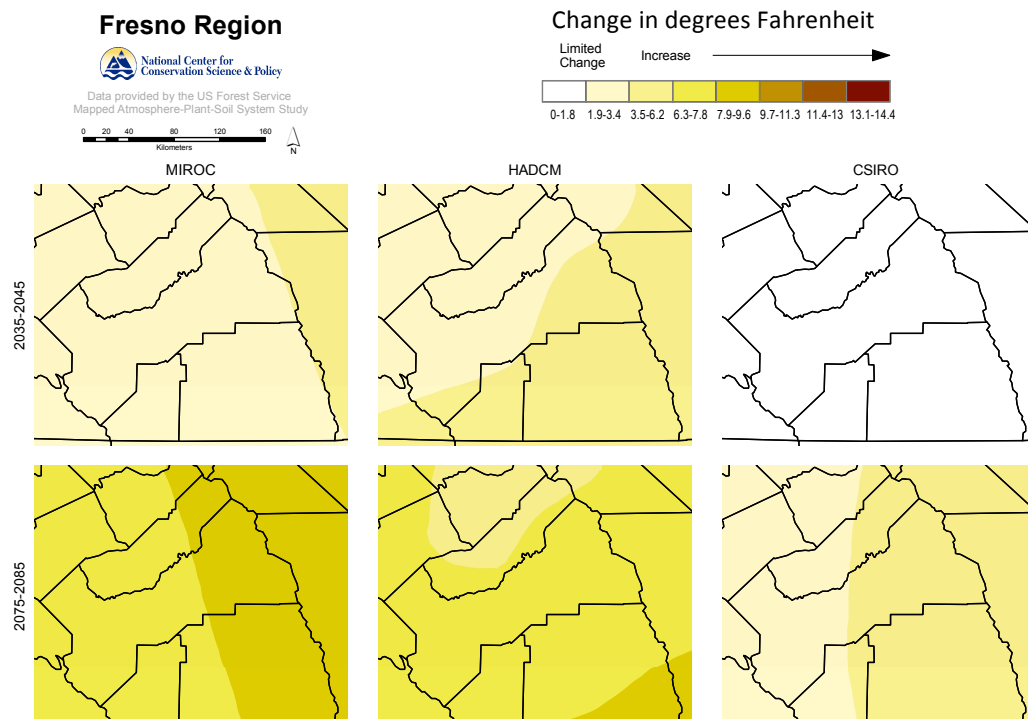 Fresno Region
National Center for
Conservation Science & Policy
Data provided by the US Forest Service
Mapped Atmosphere-Plant-Soil System Study
0 20 40 80 120 160
Kilometers
N
Change in degrees Fahrenheit
Limited
Change
Increase
0-1.8 1.9-3.4 3.5-6.2 6.3-7.8 7.9-9.6 9.7-11.3 11.4-13 13.1-14.4
MIROC HADCM CSIRO
2035-2045
2075-2085